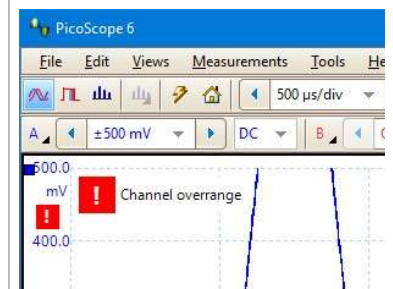 PicoScope 6
File Edit Views Measurements Tools He
500 µs/div
A ±500 mV DC B
500.0
mV ! Channel overrange
!
400.0